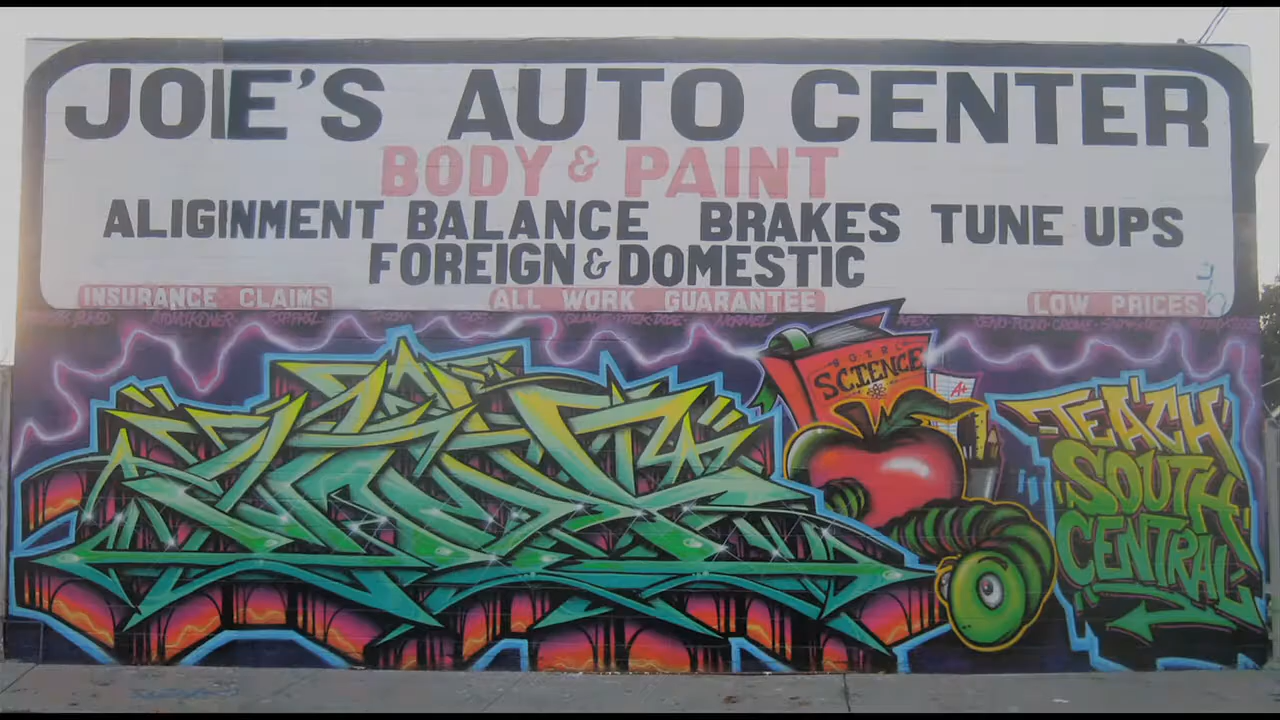 JOE'S AUTO CENTER
BODY & PAINT
ALIGINMENT BALANCE BRAKES TUNE UPS
FOREIGN & DOMESTIC
INSURANCE CLAIMS ALL WORK GUARANTEE LOW PRICES
SCIENCE
A+
TEACH
SOUTH
CENTRAL